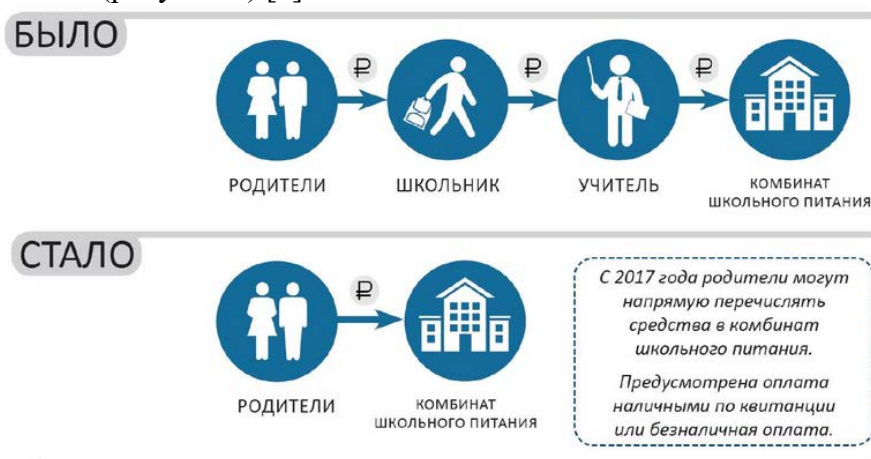 БЫЛО
₽ ₽ ₽
РОДИТЕЛИ ШКОЛЬНИК УЧИТЕЛЬ КОМБИНАТ
ШКОЛЬНОГО ПИТАНИЯ
СТАЛО
₽
РОДИТЕЛИ КОМБИНАТ
ШКОЛЬНОГО ПИТАНИЯ
С 2017 года родители могут
напрямую перечислять
средства в комбинат
школьного питания.
Предусмотрена оплата
наличными по квитанции
или безналичная оплата.